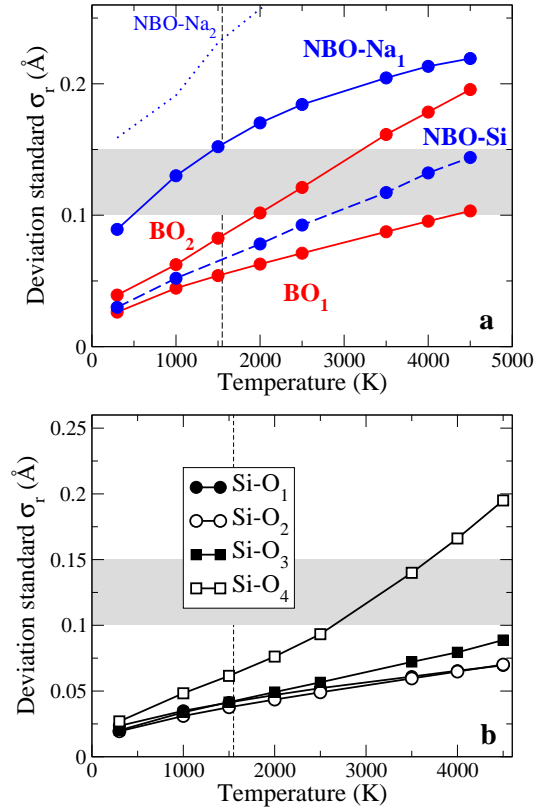 NBO-Na₂
NBO-Na₁
NBO-Si
BO₂
BO₁
a
0
0.1
0.2
Deviation standard σᵣ (Å)
0 1000 2000 3000 4000 5000
Temperature (K)
Si-O₁
Si-O₂
Si-O₃
Si-O₄
b
0
0.05
0.1
0.15
0.2
0.25
Deviation standard σᵣ (Å)
0 1000 2000 3000 4000
Temperature (K)